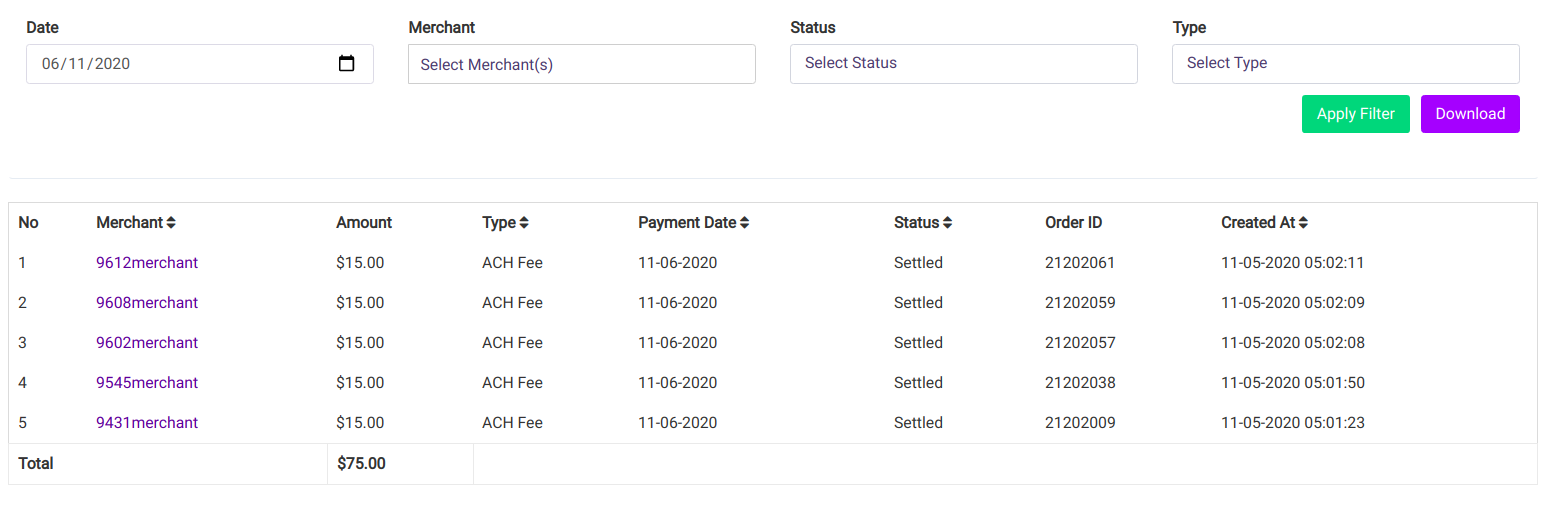 Date Merchant Status Type
06/11/2020 Select Merchant(s) Select Status Select Type
Apply Filter Download
No Merchant Amount Type Payment Date Status Order ID Created At
1 9612merchant $15.00 ACH Fee 11-06-2020 Settled 21202061 11-05-2020 05:02:11
2 9608merchant $15.00 ACH Fee 11-06-2020 Settled 21202059 11-05-2020 05:02:09
3 9602merchant $15.00 ACH Fee 11-06-2020 Settled 21202057 11-05-2020 05:02:08
4 9545merchant $15.00 ACH Fee 11-06-2020 Settled 21202038 11-05-2020 05:01:50
5 9431merchant $15.00 ACH Fee 11-06-2020 Settled 21202009 11-05-2020 05:01:23
Total $75.00